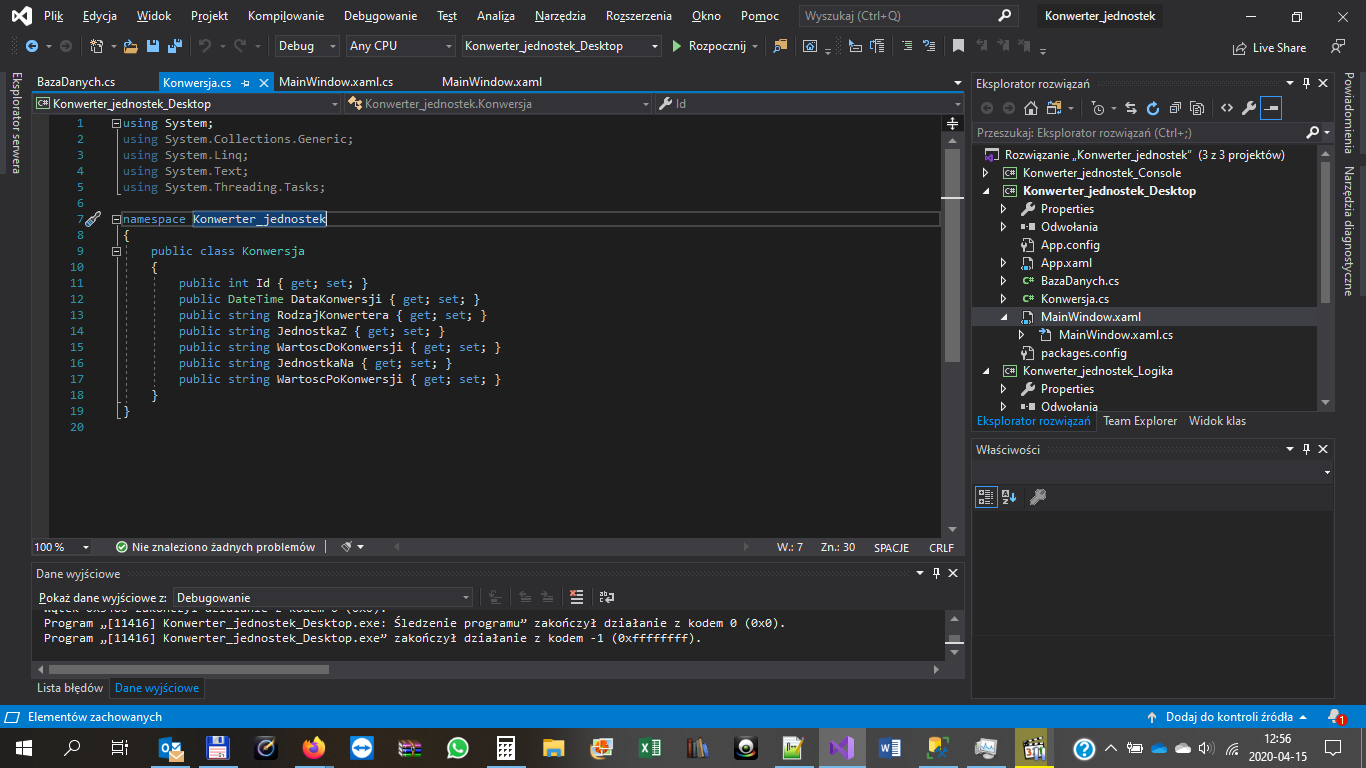 Plik Edycja Widok Projekt Kompilowanie Debugowanie Test Analiza Narzędzia Rozszerzenia Okno Pomoc Wyszukaj (Ctrl+Q) Konwerter_jednostek
Debug Any CPU Konwerter_jednostek_Desktop Rozpocznij Live Share
Eksplorator serwera
BazaDanych.cs Konwersja.cs MainWindow.xaml.cs MainWindow.xaml
Konwerter_jednostek_Desktop Konwerter_jednostek.Konwersja Id
1 using System;
2 using System.Collections.Generic;
3 using System.Linq;
4 using System.Text;
5 using System.Threading.Tasks;
6
7 namespace Konwerter_jednostek
8 {
9 public class Konwersja
10 {
11 public int Id { get; set; }
12 public DateTime DataKonwersji { get; set; }
13 public string RodzajKonwertera { get; set; }
14 public string JednostkaZ { get; set; }
15 public string WartoscDoKonwersji { get; set; }
16 public string JednostkaNa { get; set; }
17 public string WartoscPoKonwersji { get; set; }
18 }
19 }
20
100 % Nie znaleziono żadnych problemów W.: 7 Zn.: 30 SPACJE CRLF
Dane wyjściowe
Pokaż dane wyjściowe z: Debugowanie
Program „[11416] Konwerter_jednostek_Desktop.exe: Śledzenie programu” zakończył działanie z kodem 0 (0x0).
Program „[11416] Konwerter_jednostek_Desktop.exe” zakończył działanie z kodem -1 (0xffffffff).
Lista błędów Dane wyjściowe
Eksplorator rozwiązań
Przeszukaj: Eksplorator rozwiązań (Ctrl+;)
Rozwiązanie „Konwerter_jednostek” (3 z 3 projektów)
C# Konwerter_jednostek_Console
C# Konwerter_jednostek_Desktop
Properties
Odwołania
App.config
App.xaml
C# BazaDanych.cs
C# Konwersja.cs
MainWindow.xaml
MainWindow.xaml.cs
packages.config
C# Konwerter_jednostek_Logika
Properties
Odwołania
Eksplorator rozwiązań Team Explorer Widok klas
Właściwości
Powiadomienia
Narzędzia diagnostyczne
Elementów zachowanych Dodaj do kontroli źródła 1
12:56
2020-04-15